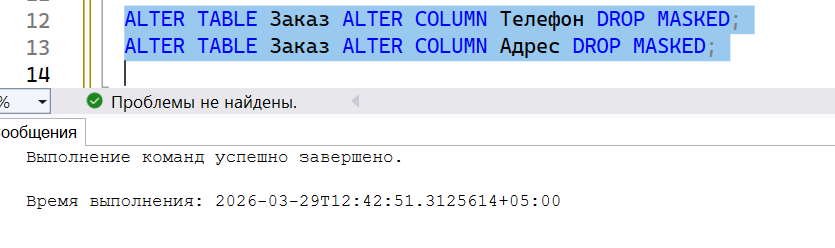 12 ALTER TABLE Заказ ALTER COLUMN Телефон DROP MASKED;
13 ALTER TABLE Заказ ALTER COLUMN Адрес DROP MASKED;
14
% Проблемы не найдены.
ообщения
Выполнение команд успешно завершено.
Время выполнения: 2026-03-29T12:42:51.3125614+05:00